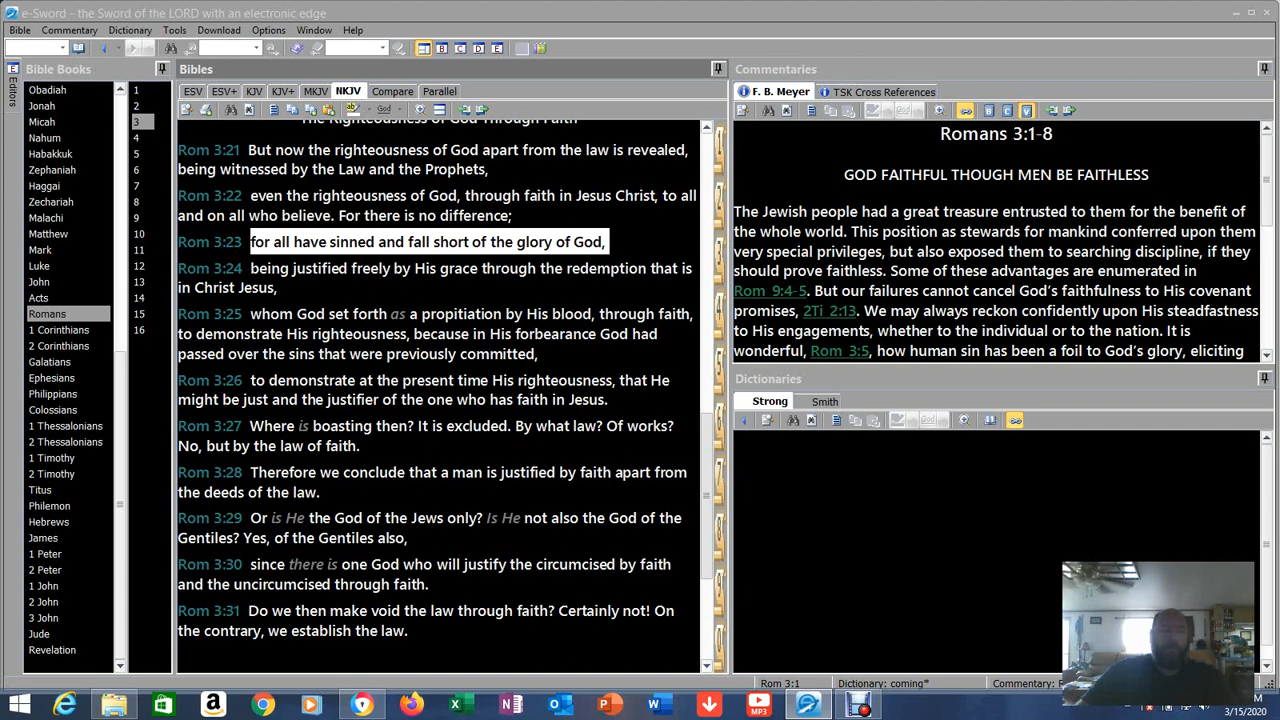 e-Sword - the Sword of the LORD with an electronic edge
Bible Commentary Dictionary Tools Download Options Window Help
B C D E
Editors
Bible Books
Obadiah
Jonah
Micah
Nahum
Habakkuk
Zephaniah
Haggai
Zechariah
Malachi
Matthew
Mark
Luke
John
Acts
Romans
1 Corinthians
2 Corinthians
Galatians
Ephesians
Philippians
Colossians
1 Thessalonians
2 Thessalonians
1 Timothy
2 Timothy
Titus
Philemon
Hebrews
James
1 Peter
2 Peter
1 John
2 John
3 John
Jude
Revelation
1
2
3
4
5
6
7
8
9
10
11
12
13
14
15
16
Bibles
ESV ESV+ KJV KJV+ MKJV NKJV Compare Parallel
God
The Righteousness of God Through Faith
Rom 3:21 But now the righteousness of God apart from the law is revealed,
being witnessed by the Law and the Prophets,
Rom 3:22 even the righteousness of God, through faith in Jesus Christ, to all
and on all who believe. For there is no difference;
Rom 3:23 for all have sinned and fall short of the glory of God,
Rom 3:24 being justified freely by His grace through the redemption that is
in Christ Jesus,
Rom 3:25 whom God set forth as a propitiation by His blood, through faith,
to demonstrate His righteousness, because in His forbearance God had
passed over the sins that were previously committed,
Rom 3:26 to demonstrate at the present time His righteousness, that He
might be just and the justifier of the one who has faith in Jesus.
Rom 3:27 Where is boasting then? It is excluded. By what law? Of works?
No, but by the law of faith.
Rom 3:28 Therefore we conclude that a man is justified by faith apart from
the deeds of the law.
Rom 3:29 Or is He the God of the Jews only? Is He not also the God of the
Gentiles? Yes, of the Gentiles also,
Rom 3:30 since there is one God who will justify the circumcised by faith
and the uncircumcised through faith.
Rom 3:31 Do we then make void the law through faith? Certainly not! On
the contrary, we establish the law.
Commentaries
F. B. Meyer TSK Cross References
God B C V
Romans 3:1-8
GOD FAITHFUL THOUGH MEN BE FAITHLESS
The Jewish people had a great treasure entrusted to them for the benefit of
the whole world. This position as stewards for mankind conferred upon them
very special privileges, but also exposed them to searching discipline, if they
should prove faithless. Some of these advantages are enumerated in
Rom 9:4-5. But our failures cannot cancel God's faithfulness to His covenant
promises, 2Ti 2:13. We may always reckon confidently upon His steadfastness
to His engagements, whether to the individual or to the nation. It is
wonderful, Rom 3:5, how human sin has been a foil to God's glory, eliciting
Dictionaries
Strong Smith
God
Rom 3:1 Dictionary: coming* Commentary: R
MP3
M
3/15/2020